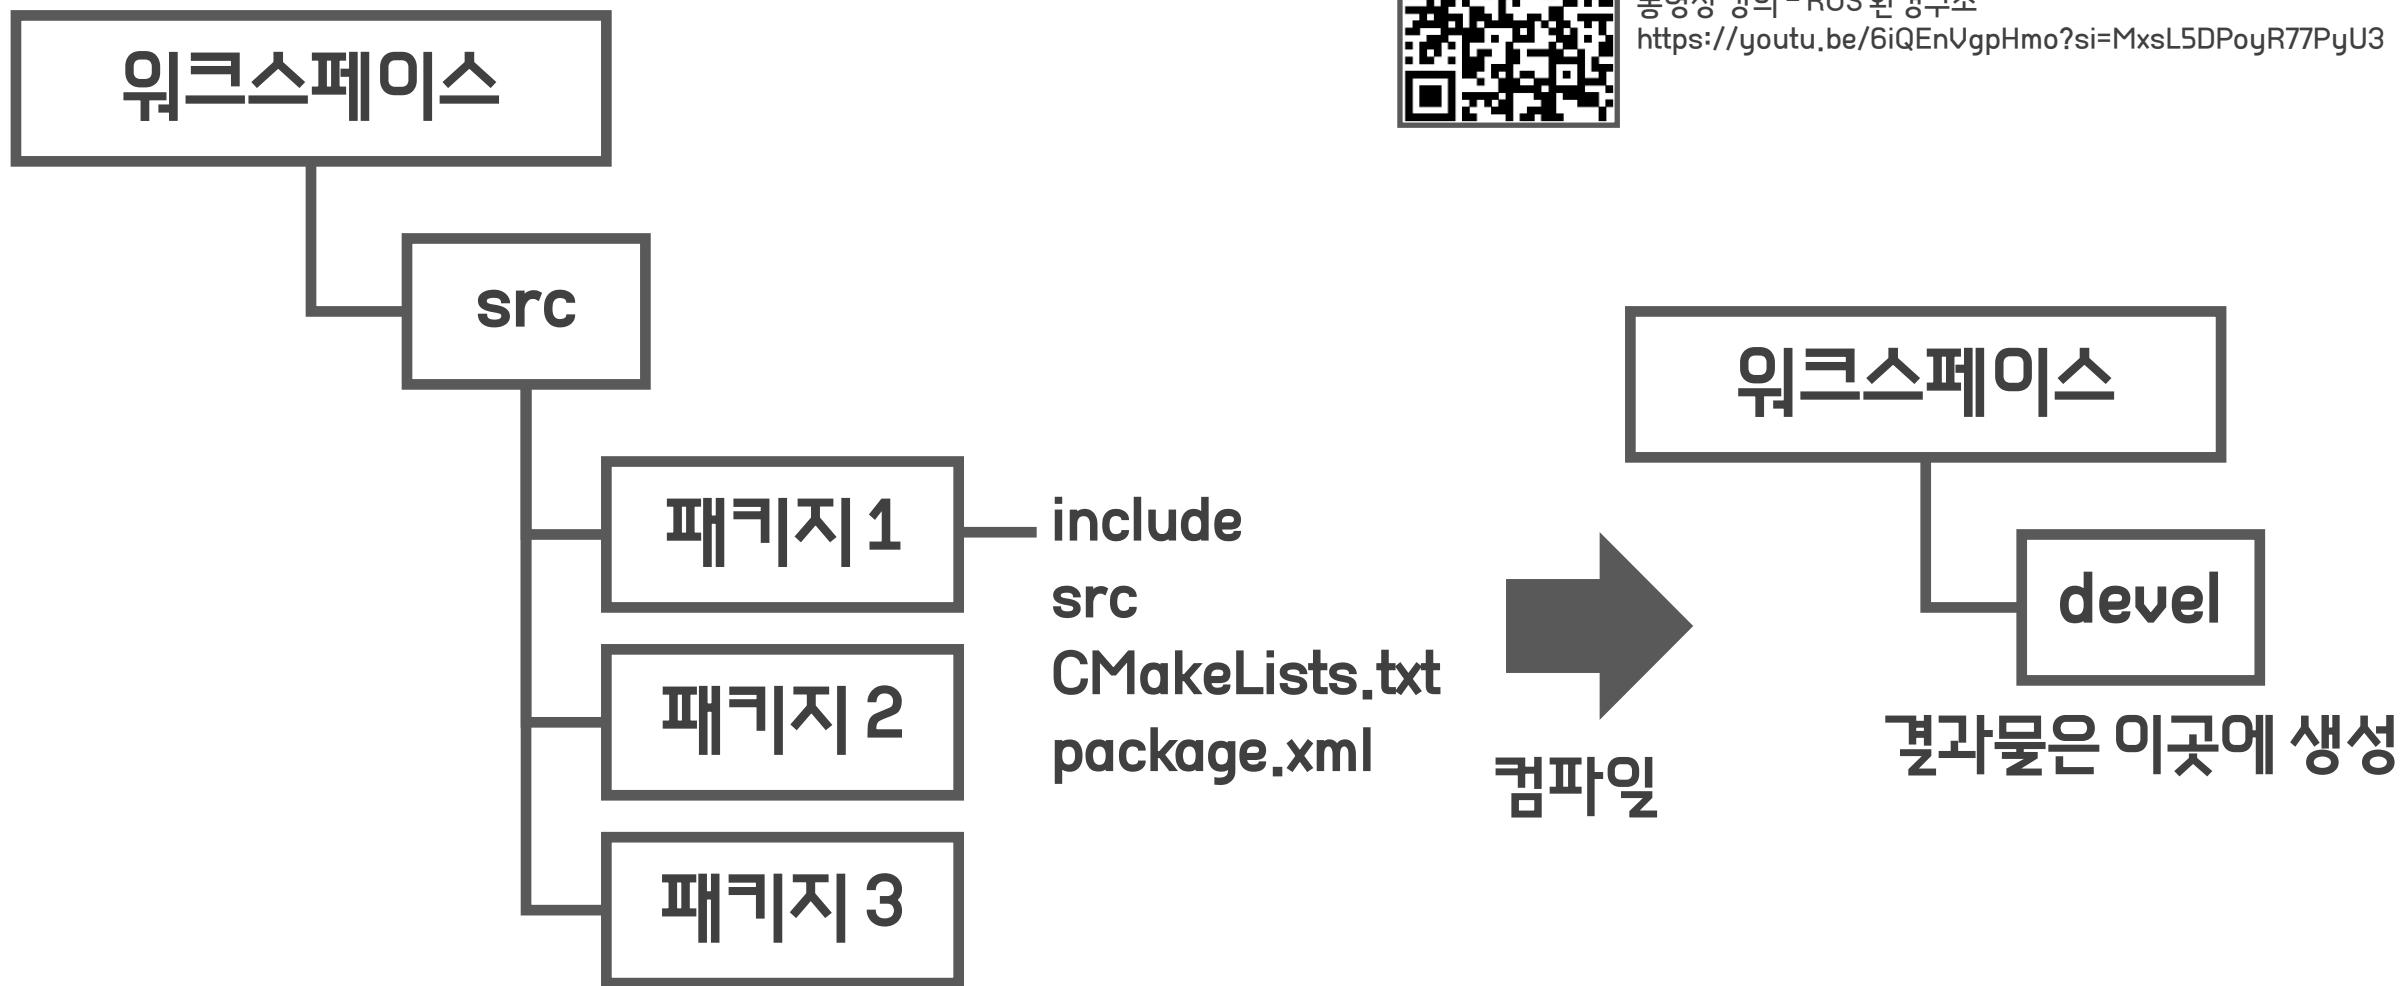 https://youtu.be/6iQEnVgpHmo?si=MxsL5DPoyR77PyU3
워크스페이스
src
패키지 1
include
src
CMakeLists.txt
package.xml
패키지 2
패키지 3
컴파일
워크스페이스
devel
결과물은 이곳에 생성